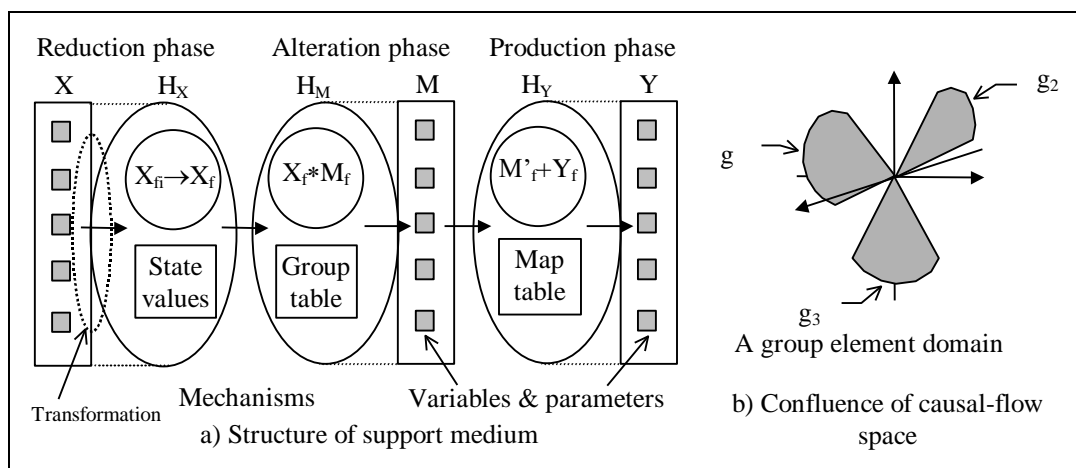 Reduction phase Alteration phase Production phase
X H_X H_M M H_Y Y
X_fi→X_f X_f*M_f M'_f+Y_f
State values
Group table
Map table
Transformation
Mechanisms
Variables & parameters
a) Structure of support medium
g
g_2
g_3
A group element domain
b) Confluence of causal-flow
space